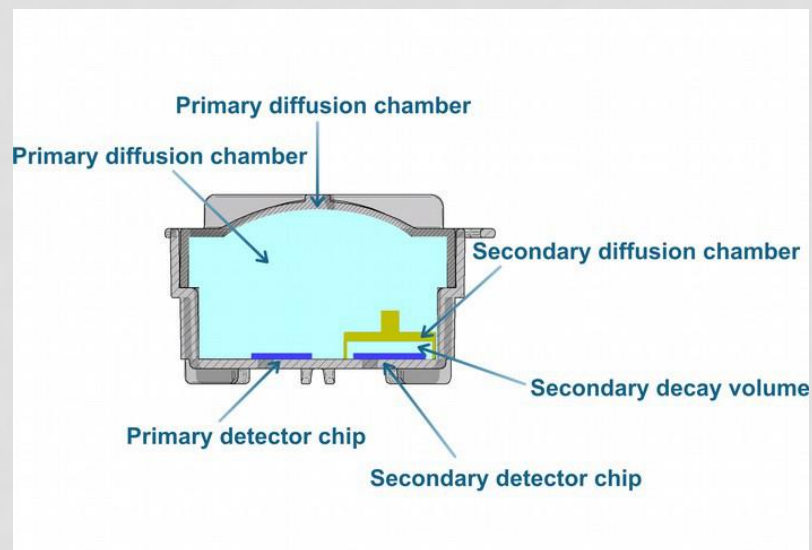 Primary diffusion chamber
Primary diffusion chamber
Secondary diffusion chamber
Secondary decay volume
Primary detector chip
Secondary detector chip